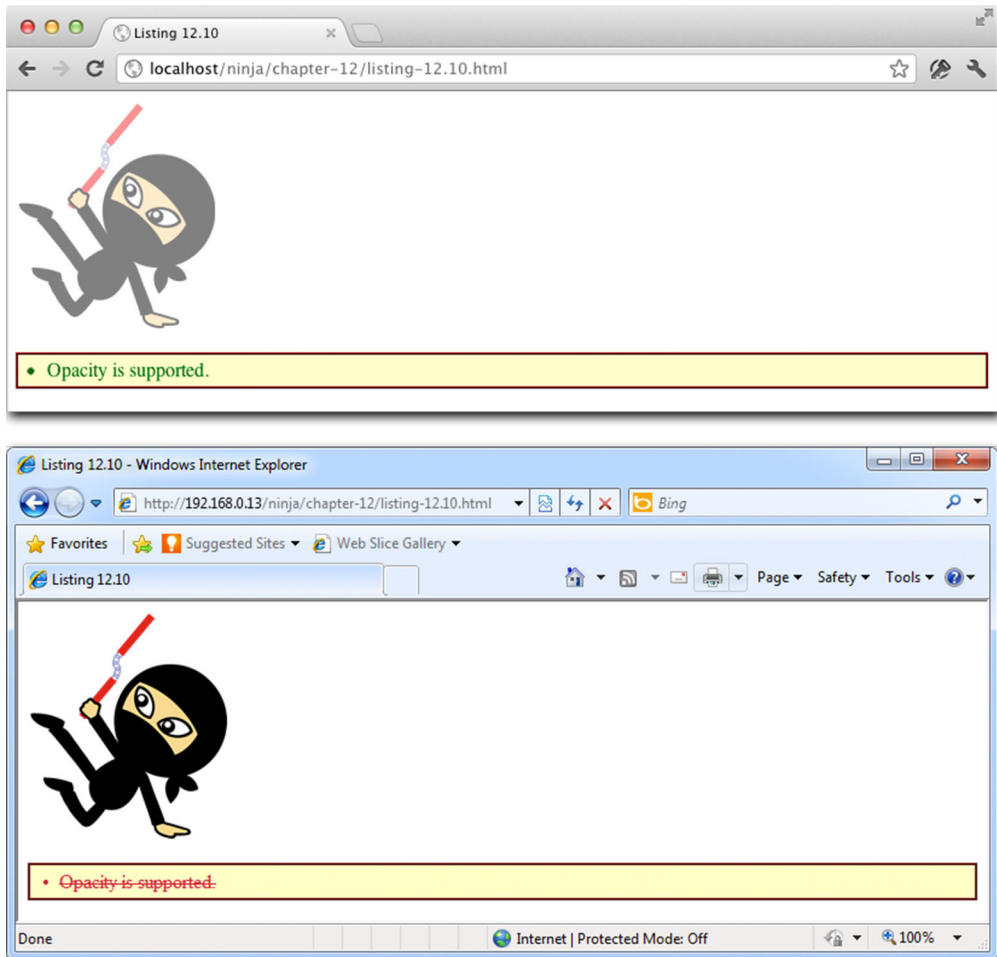 Listing 12.10
localhost/ninja/chapter-12/listing-12.10.html
• Opacity is supported.
Listing 12.10 - Windows Internet Explorer
http://192.168.0.13/ninja/chapter-12/listing-12.10.html
Bing
Favorites Suggested Sites Web Slice Gallery
Listing 12.10 Page Safety Tools
• Opacity is supported.
Done Internet | Protected Mode: Off 100%